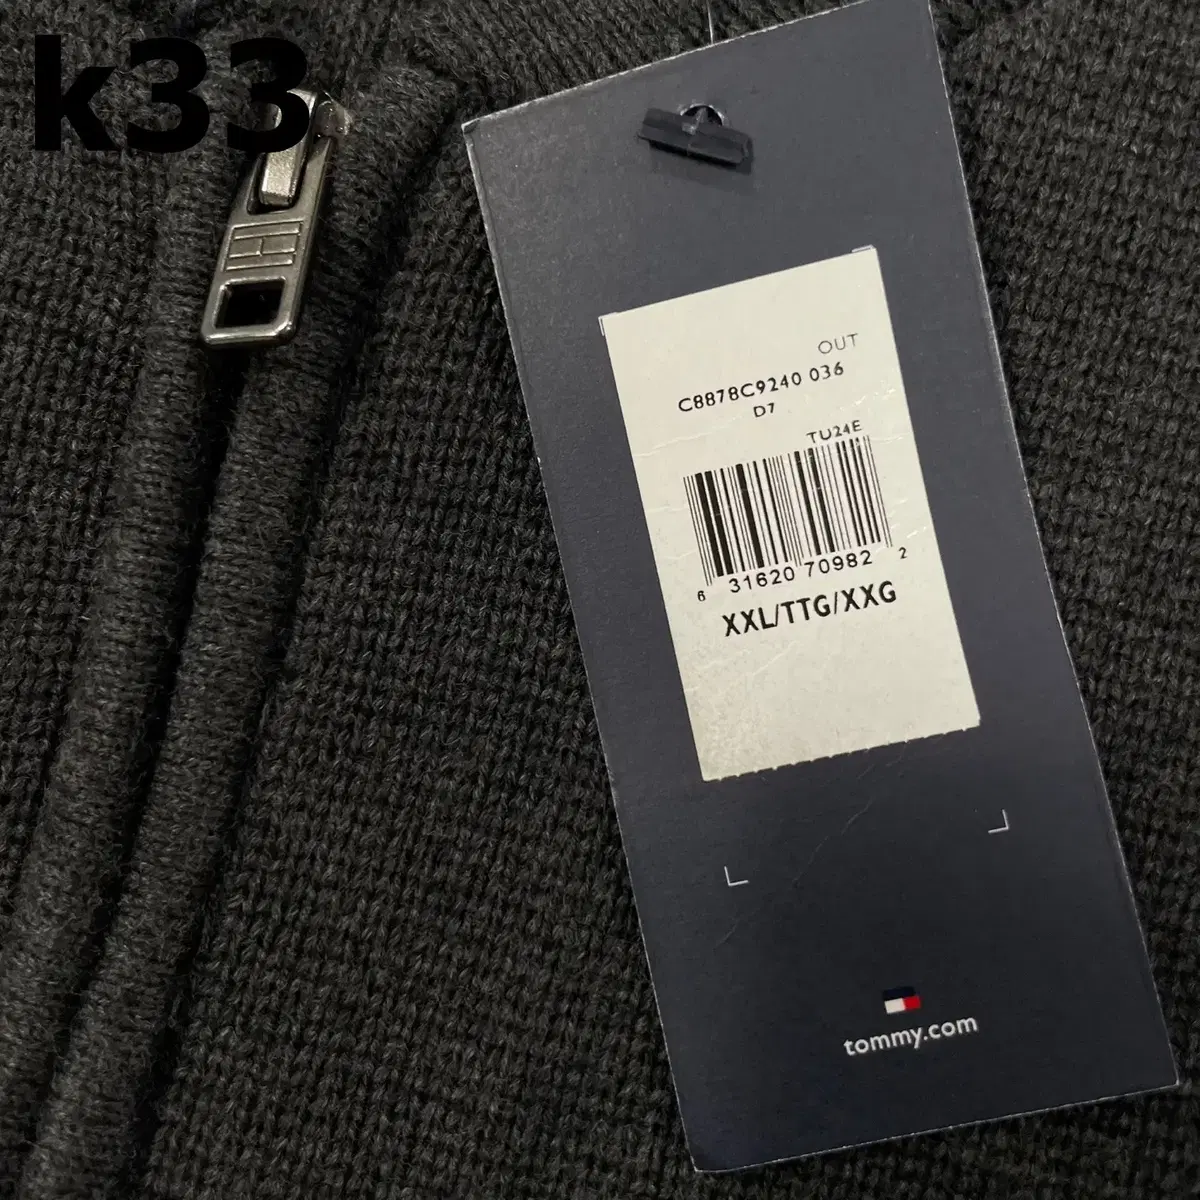 k33
OUT
C8878C9240 036
D7
TU24E
6 31620 70982 2
XXL/TTG/XXG
tommy.com